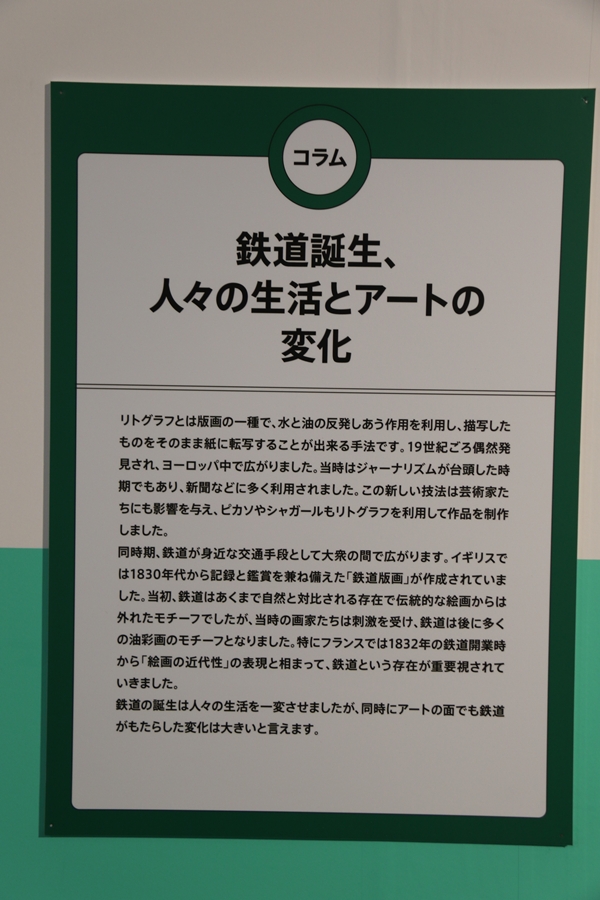 コラム
鉄道誕生、
人々の生活とアートの
変化
リトグラフとは版画の一種で、水と油の反発しあう作用を利用し、描写した
ものをそのまま紙に転写することが出来る手法です。19世紀ごろ偶然発
見され、ヨーロッパ中で広がりました。当時はジャーナリズムが台頭した時
期でもあり、新聞などに多く利用されました。この新しい技法は芸術家た
ちにも影響を与え、ピカソやシャガールもリトグラフを利用して作品を制作
しました。
同時期、鉄道が身近な交通手段として大衆の間で広がります。イギリスで
は1830年代から記録と鑑賞を兼ね備えた「鉄道版画」が作成されていま
した。当初、鉄道はあくまで自然と対比される存在で伝統的な絵画からは
外れたモチーフでしたが、当時の画家たちは刺激を受け、鉄道は後に多く
の油彩画のモチーフとなりました。特にフランスでは1832年の鉄道開業時
から「絵画の近代性」の表現と相まって、鉄道という存在が重要視されて
いきました。
鉄道の誕生は人々の生活を一変させましたが、同時にアートの面でも鉄道
がもたらした変化は大きいと言えます。